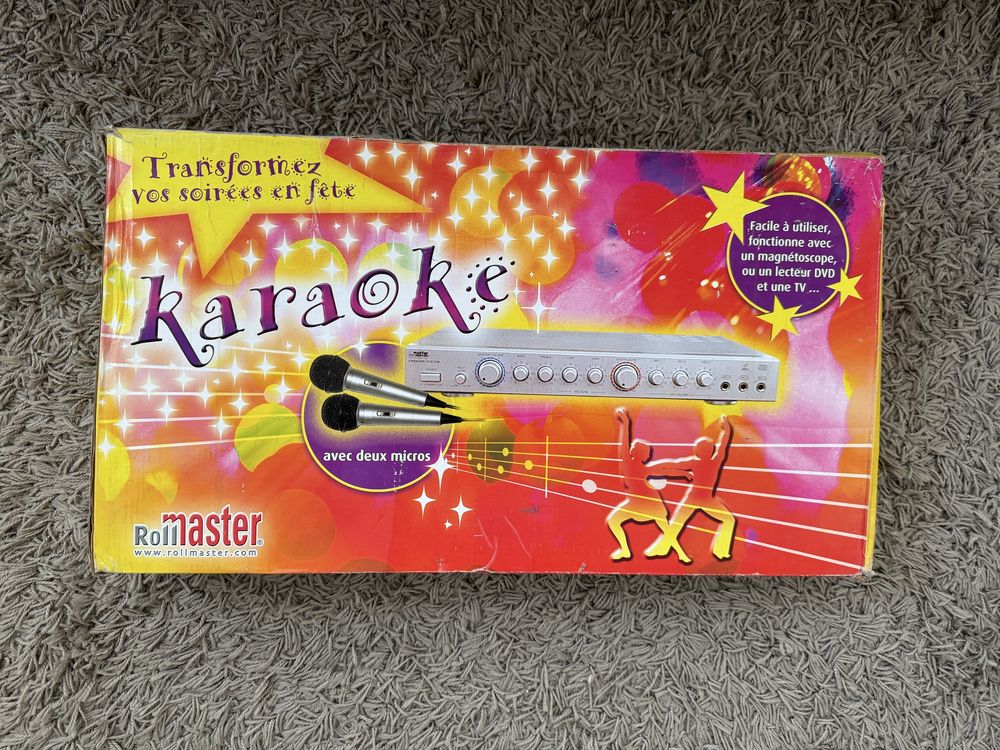 Transformez
vos soirées en fête
karaoke
Facile à utiliser,
fonctionne avec
un magnétoscope,
ou un lecteur DVD
et une TV ...
avec deux micros
Rollmaster
www.rollmaster.com